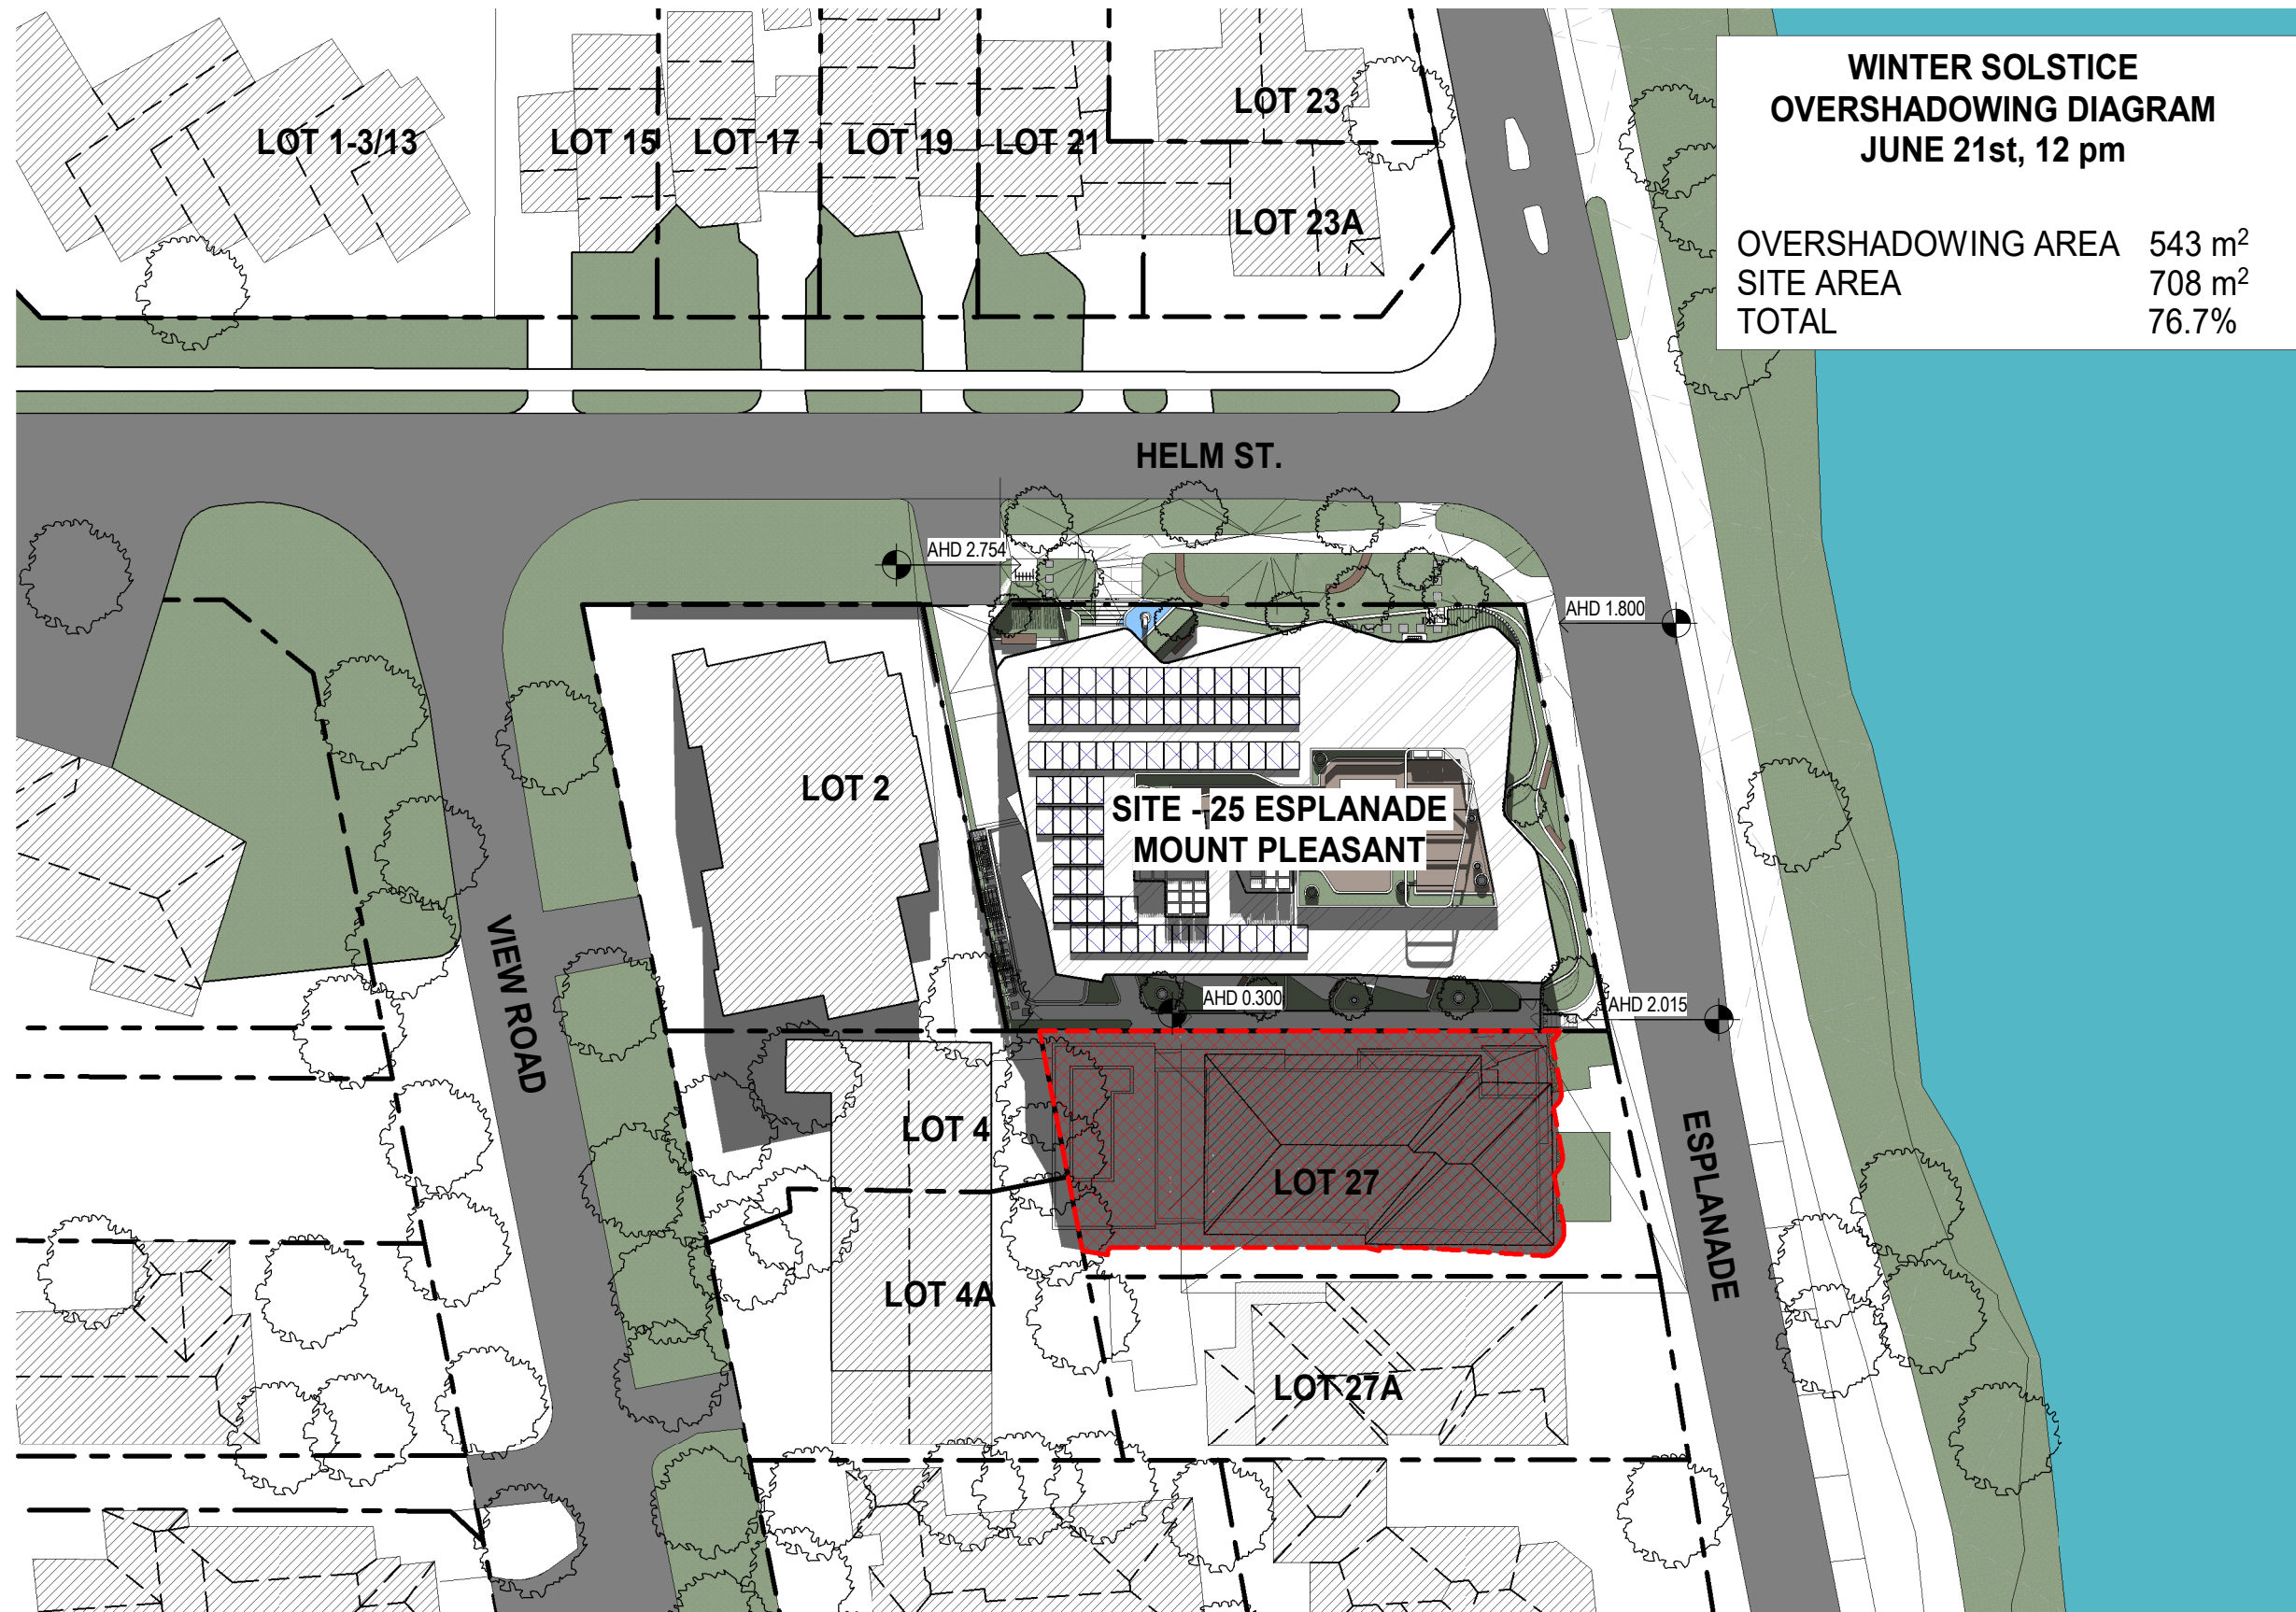 WINTER SOLSTICE
OVERSHADOWING DIAGRAM
JUNE 21st, 12 pm
OVERSHADOWING AREA 543 m²
SITE AREA 708 m²
TOTAL 76.7%
LOT 23
LOT 1-3/13
LOT 15
LOT 17
LOT 19
LOT 21
LOT 23A
HELM ST.
AHD 2.754
AHD 1.800
LOT 2
SITE - 25 ESPLANADE
MOUNT PLEASANT
VIEW ROAD
AHD 0.300
AHD 2.015
LOT 4
LOT 27
ESPLANADE
LOT 4A
LOT 27A